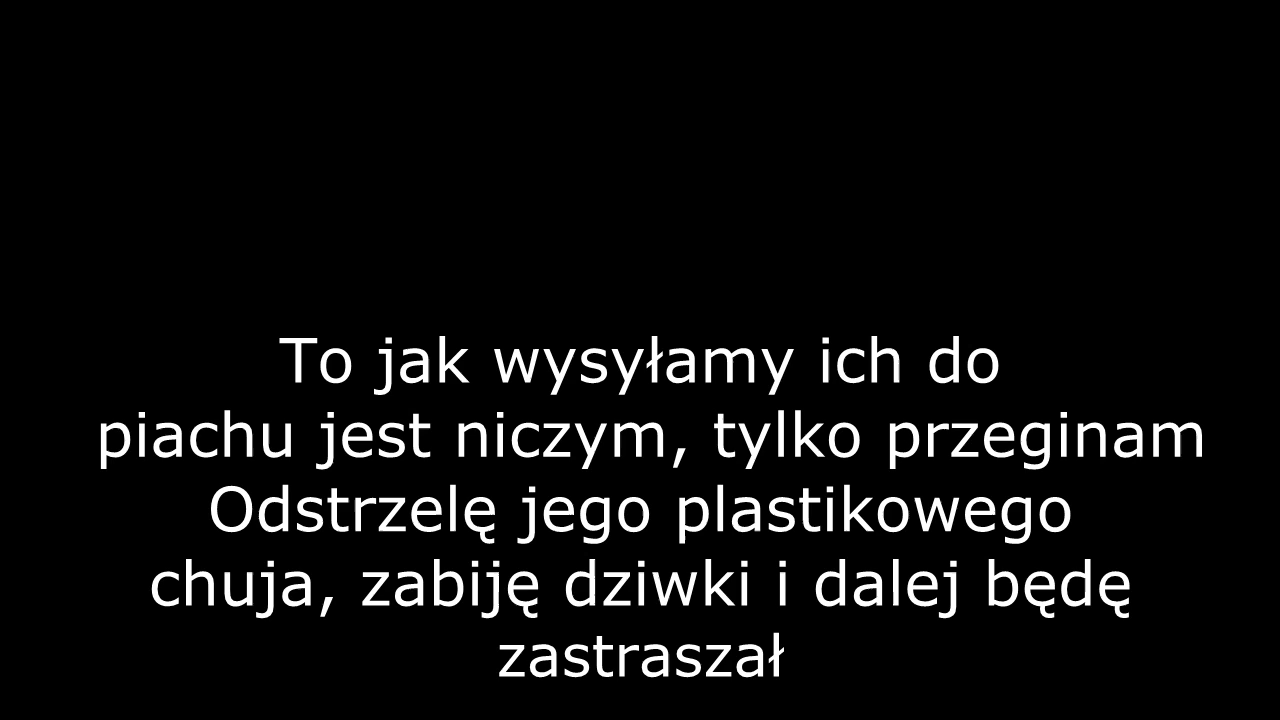 To jak wysyłamy ich do
piachu jest niczym, tylko przeginam
Odstrzelę jego plastikowego
chuja, zabiję dziwki i dalej będę
zastraszał